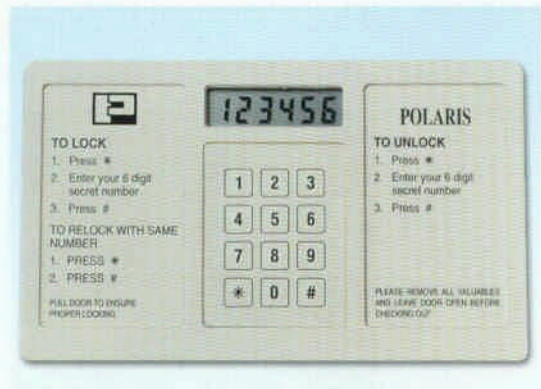 TO LOCK
1. Press *
2. Enter your 6 digit
secret number
3. Press #
TO RELOCK WITH SAME
NUMBER
1. PRESS *
2. PRESS #
PULL DOOR TO ENSURE
PROPER LOCKING
123456
1 2 3
4 5 6
7 8 9
* 0 #
POLARIS
TO UNLOCK
1. Press *
2. Enter your 6 digit
secret number
3. Press #
PLEASE REMOVE ALL VALUABLES
AND LEAVE DOOR OPEN BEFORE
CHECKING OUT